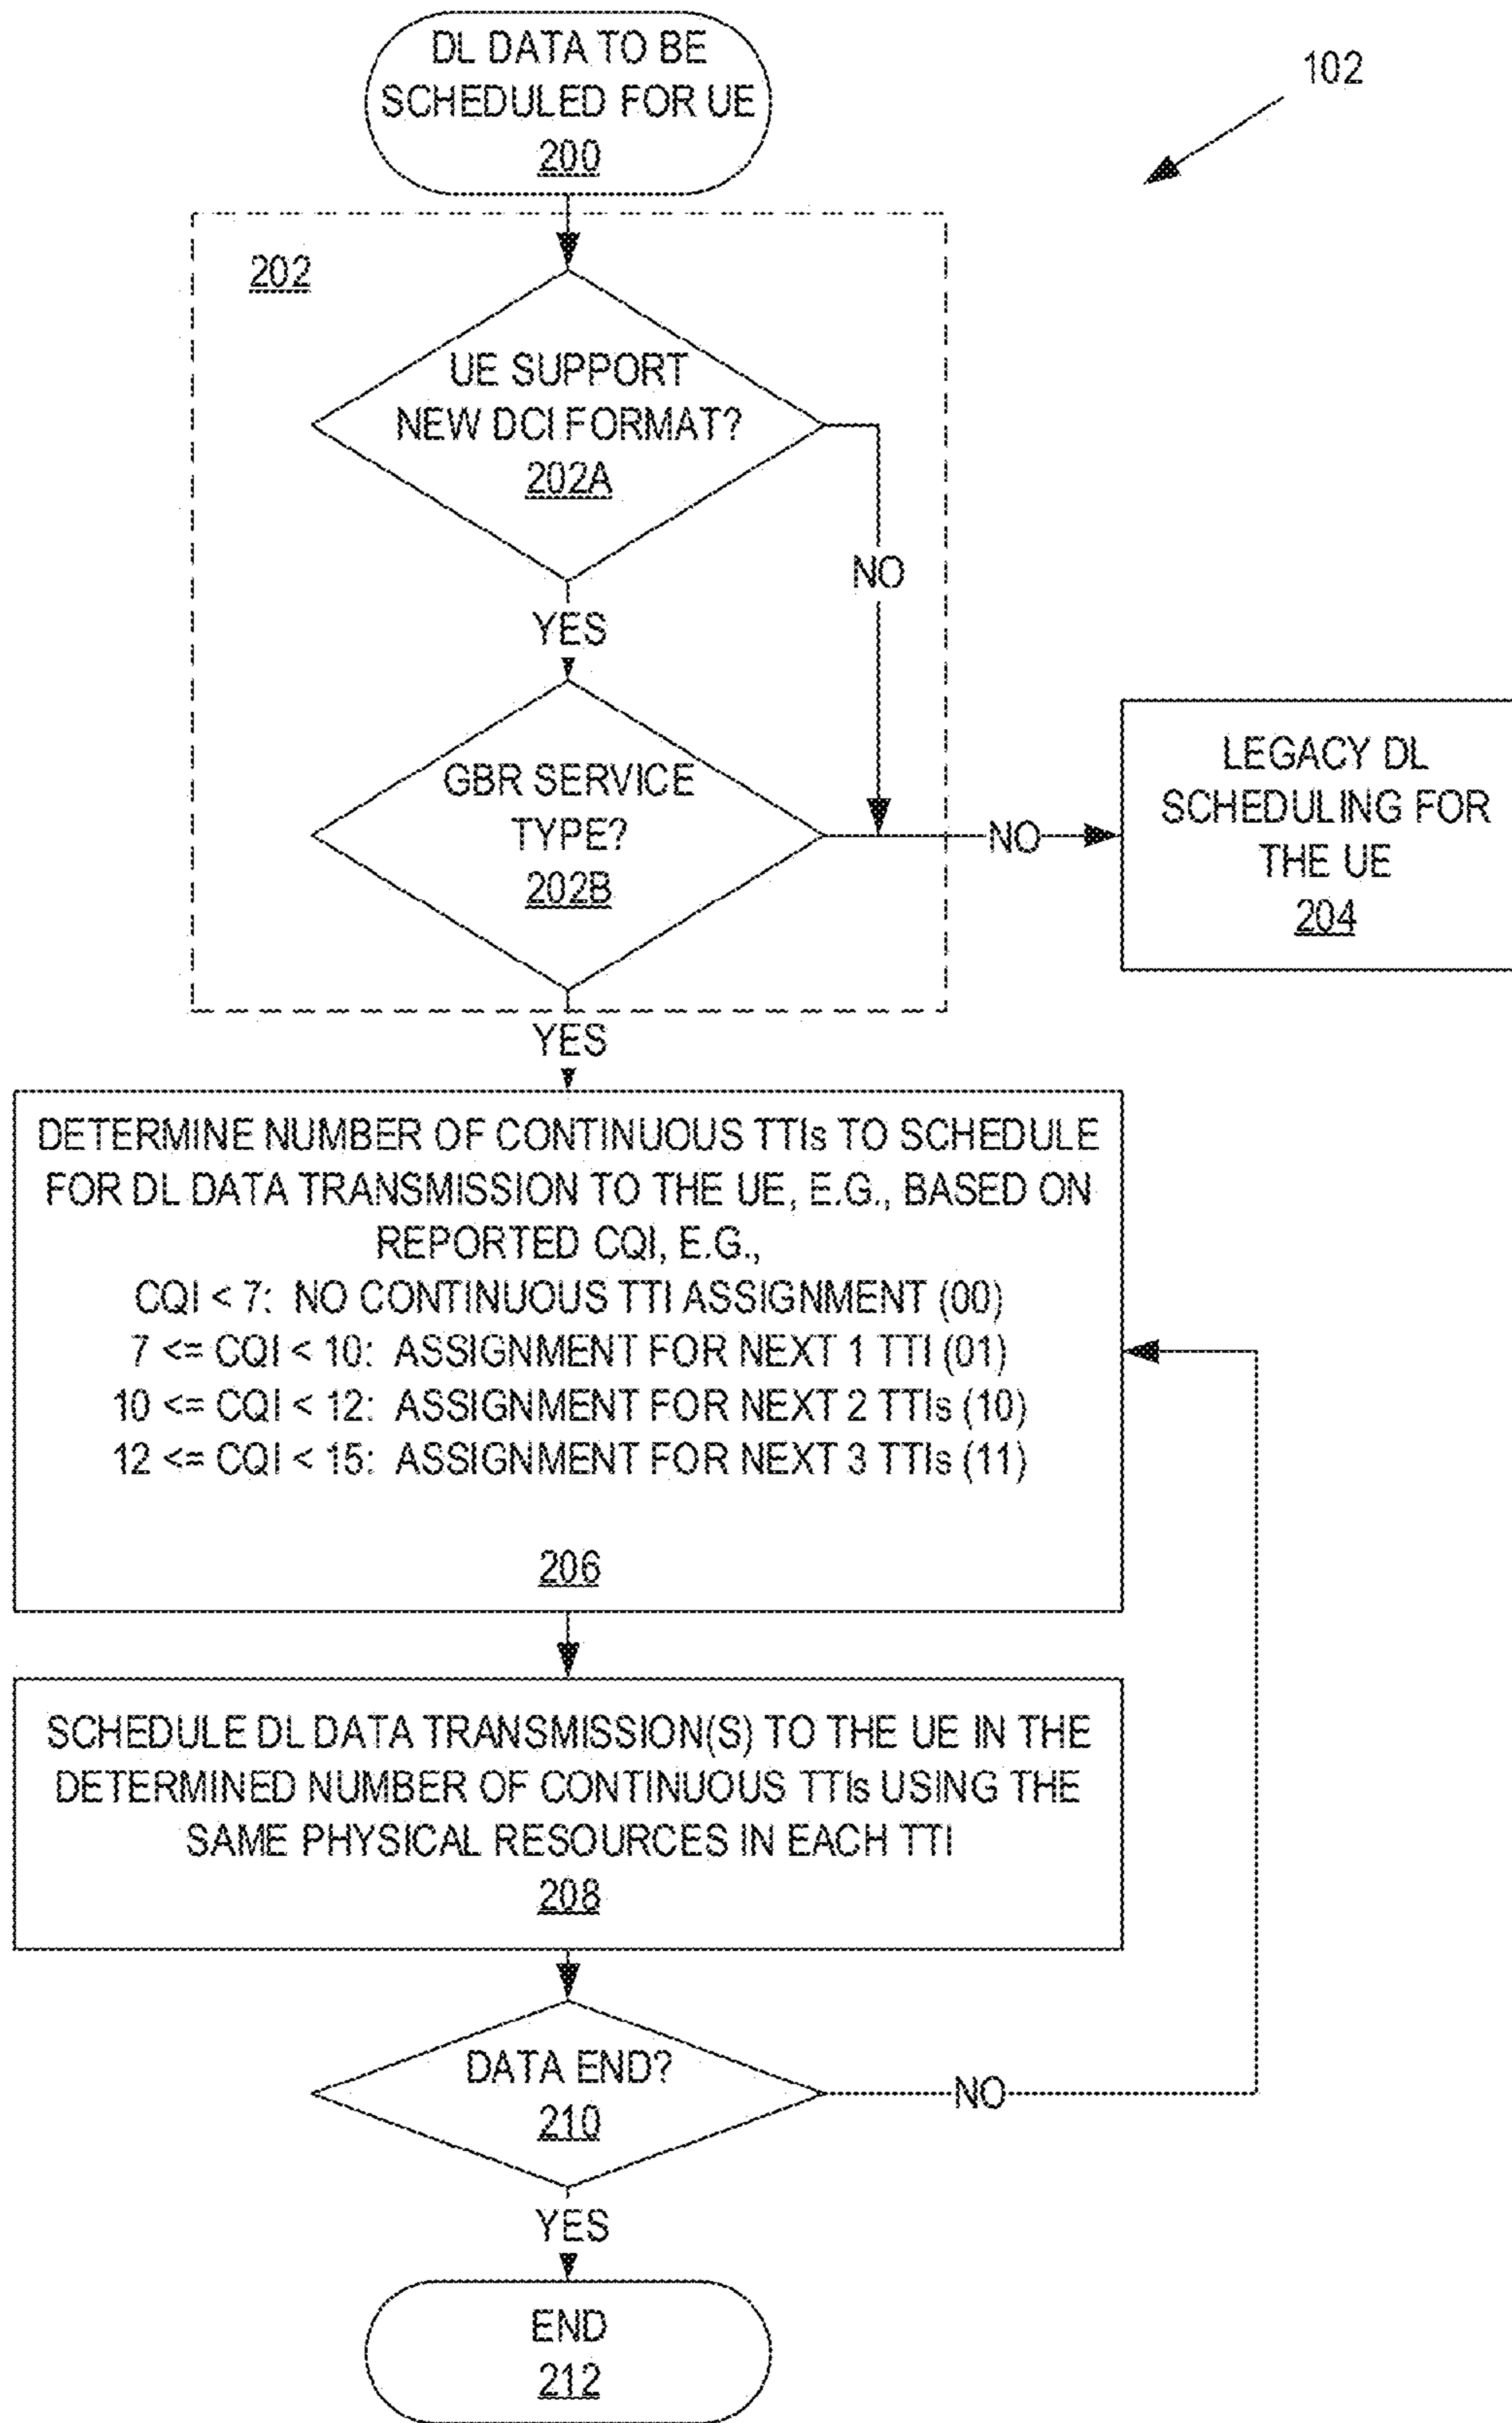 DL DATA TO BE
SCHEDULED FOR UE
200
102
202
UE SUPPORT
NEW DCI FORMAT?
202A
NO
YES
GBR SERVICE
TYPE?
202B
NO
LEGACY DL
SCHEDULING FOR
THE UE
204
YES
DETERMINE NUMBER OF CONTINUOUS TTIs TO SCHEDULE
FOR DL DATA TRANSMISSION TO THE UE, E.G., BASED ON
REPORTED CQI, E.G.,
CQI < 7: NO CONTINUOUS TTI ASSIGNMENT (00)
7 <= CQI < 10: ASSIGNMENT FOR NEXT 1 TTI (01)
10 <= CQI < 12: ASSIGNMENT FOR NEXT 2 TTIs (10)
12 <= CQI < 15: ASSIGNMENT FOR NEXT 3 TTIs (11)
206
SCHEDULE DL DATA TRANSMISSION(S) TO THE UE IN THE
DETERMINED NUMBER OF CONTINUOUS TTIs USING THE
SAME PHYSICAL RESOURCES IN EACH TTI
208
DATA END?
210
NO
YES
END
212